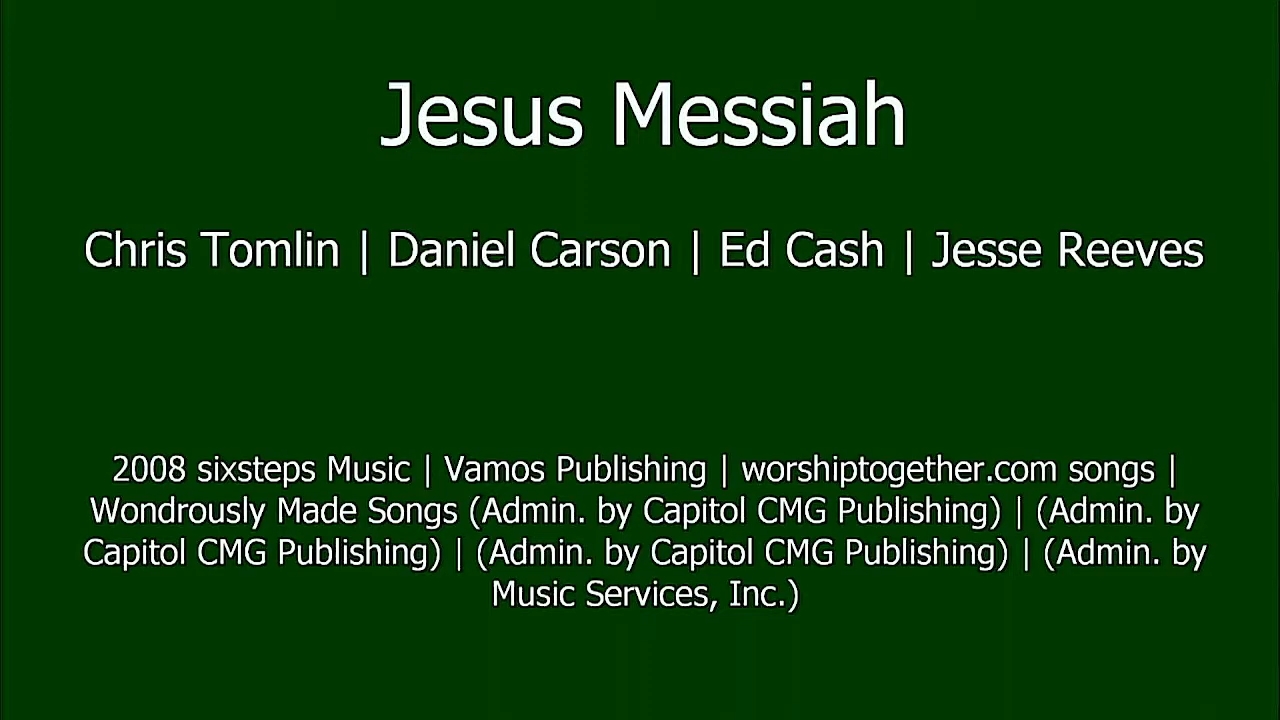 Jesus Messiah
Chris Tomlin | Daniel Carson | Ed Cash | Jesse Reeves
2008 sixsteps Music | Vamos Publishing | worshiptogether.com songs |
Wondrously Made Songs (Admin. by Capitol CMG Publishing) | (Admin. by
Capitol CMG Publishing) | (Admin. by Capitol CMG Publishing) | (Admin. by
Music Services, Inc.)